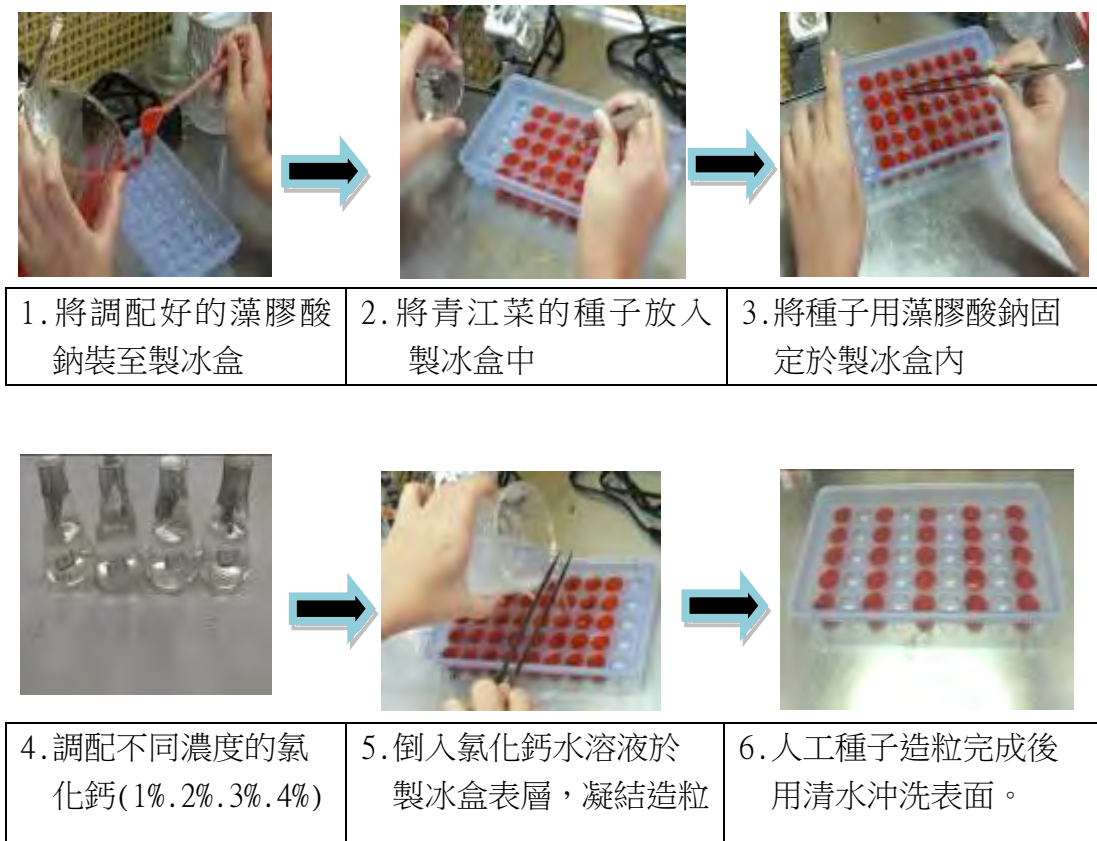 1.將調配好的藻膠酸
鈉裝至製冰盒
2.將青江菜的種子放入
製冰盒中
3.將種子用藻膠酸鈉固
定於製冰盒內
4.調配不同濃度的氯
化鈣(1%.2%.3%.4%)
5.倒入氯化鈣水溶液於
製冰盒表層，凝結造粒
6.人工種子造粒完成後
用清水沖洗表面。